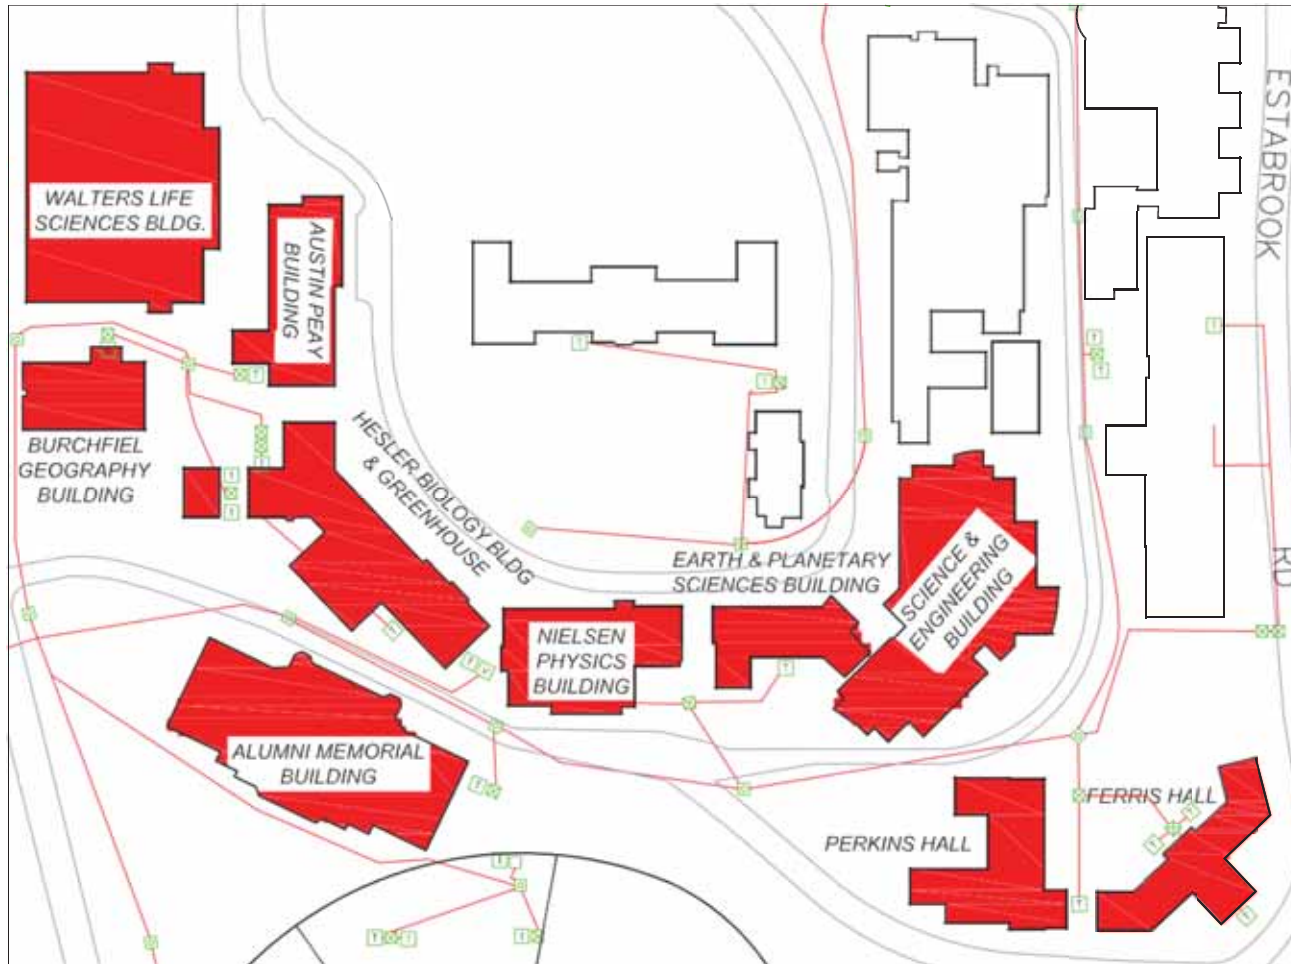 WALTERS LIFE
SCIENCES BLDG.
AUSTIN PEAY
BUILDING
ESTABROOK
RD
BURCHFIEL
GEOGRAPHY
BUILDING
HESLER BIOLOGY BLDG
& GREENHOUSE
EARTH & PLANETARY
SCIENCES BUILDING
SCIENCE &
ENGINEERING
BUILDING
NIELSEN
PHYSICS
BUILDING
ALUMNI MEMORIAL
BUILDING
PERKINS HALL
FERRIS HALL